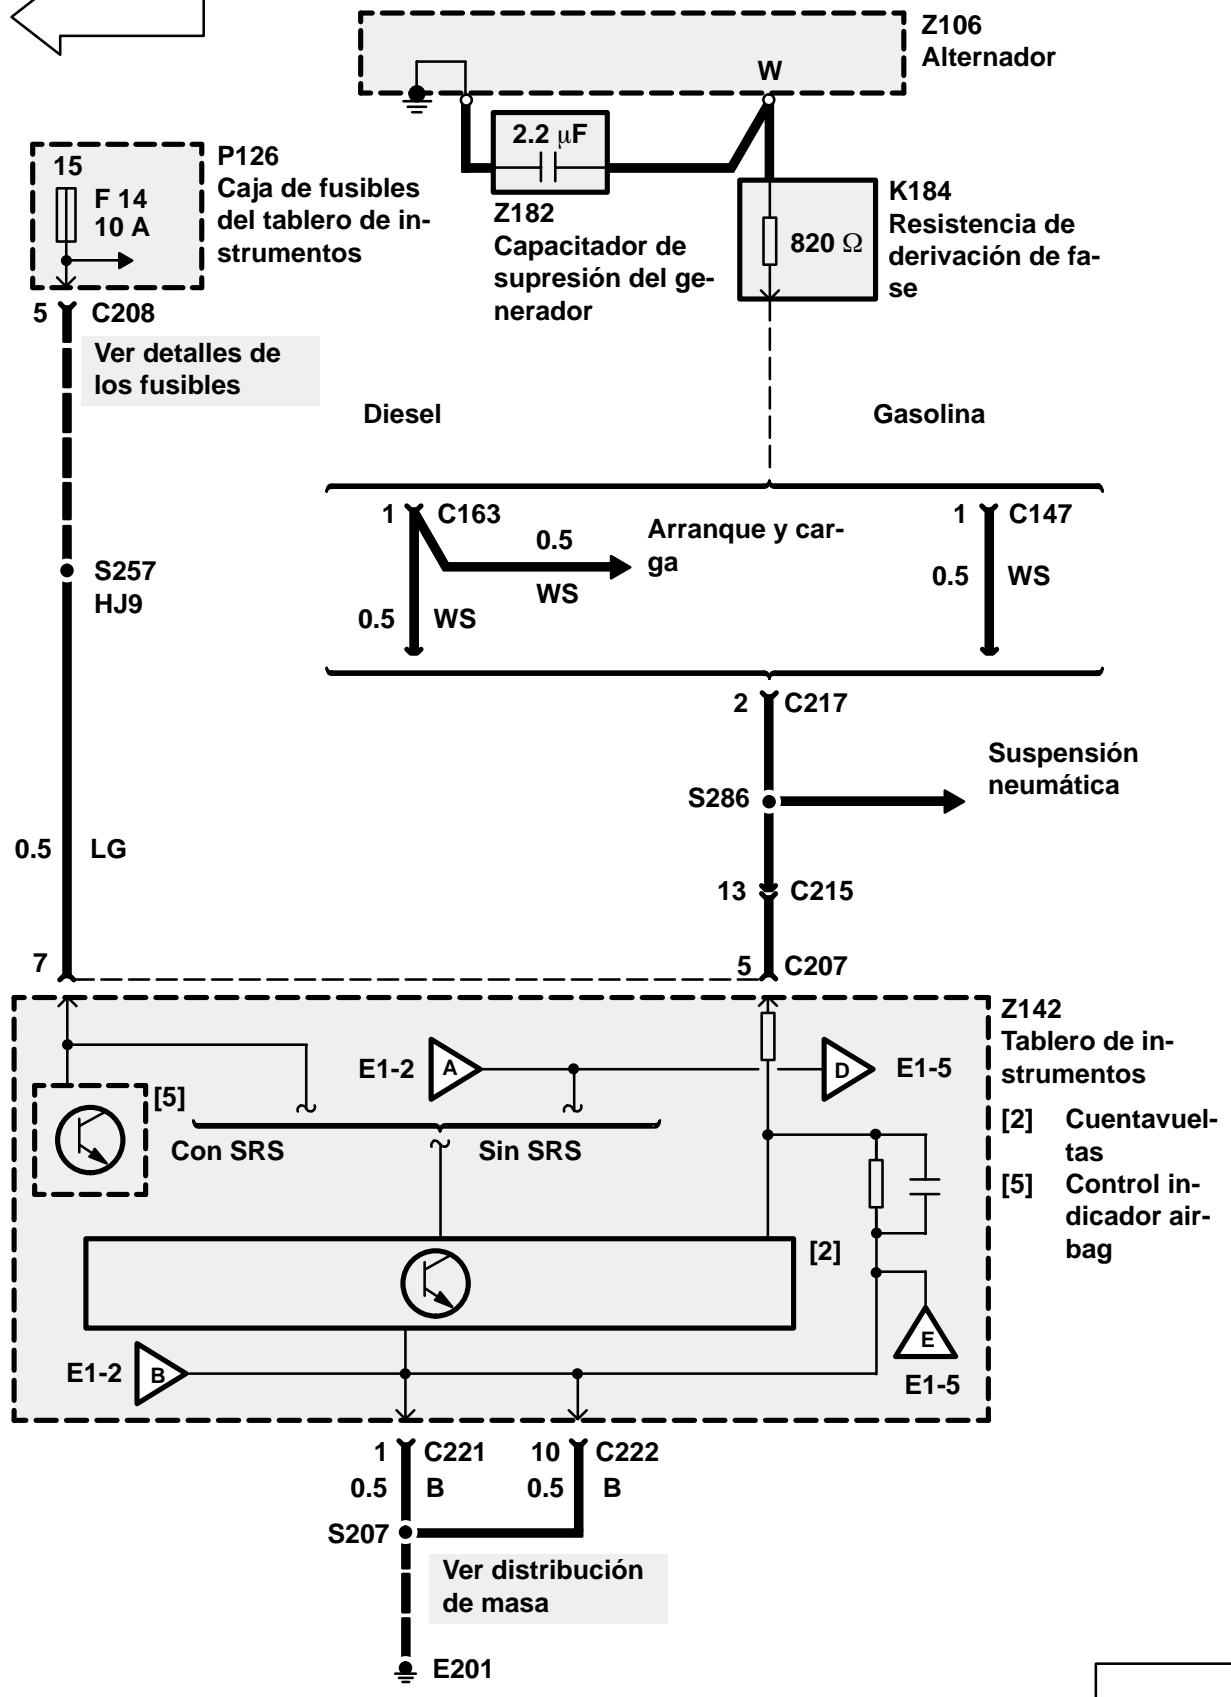 Z106
Alternador
W
2.2 µF
15
F 14
10 A
P126
Caja de fusibles
del tablero de in-
strumentos
Z182
Capacitador de
supresión del ge-
nerador
820 Ω
K184
Resistencia de
derivación de fa-
se
5 C208
Ver detalles de
los fusibles
Diesel
Gasolina
1 C163
0.5
WS
Arranque y car-
ga
0.5 WS
1 C147
0.5 WS
S257
HJ9
2 C217
S286
Suspensión
neumática
0.5 LG
13 C215
7
5 C207
Z142
Tablero de in-
strumentos
[2] Cuentavuel-
tas
[5] Control in-
dicador air-
bag
E1-2 A
D E1-5
[5]
Con SRS
Sin SRS
[2]
E1-2 B
E
E1-5
1 C221
0.5 B
10 C222
0.5 B
S207
Ver distribución
de masa
E201